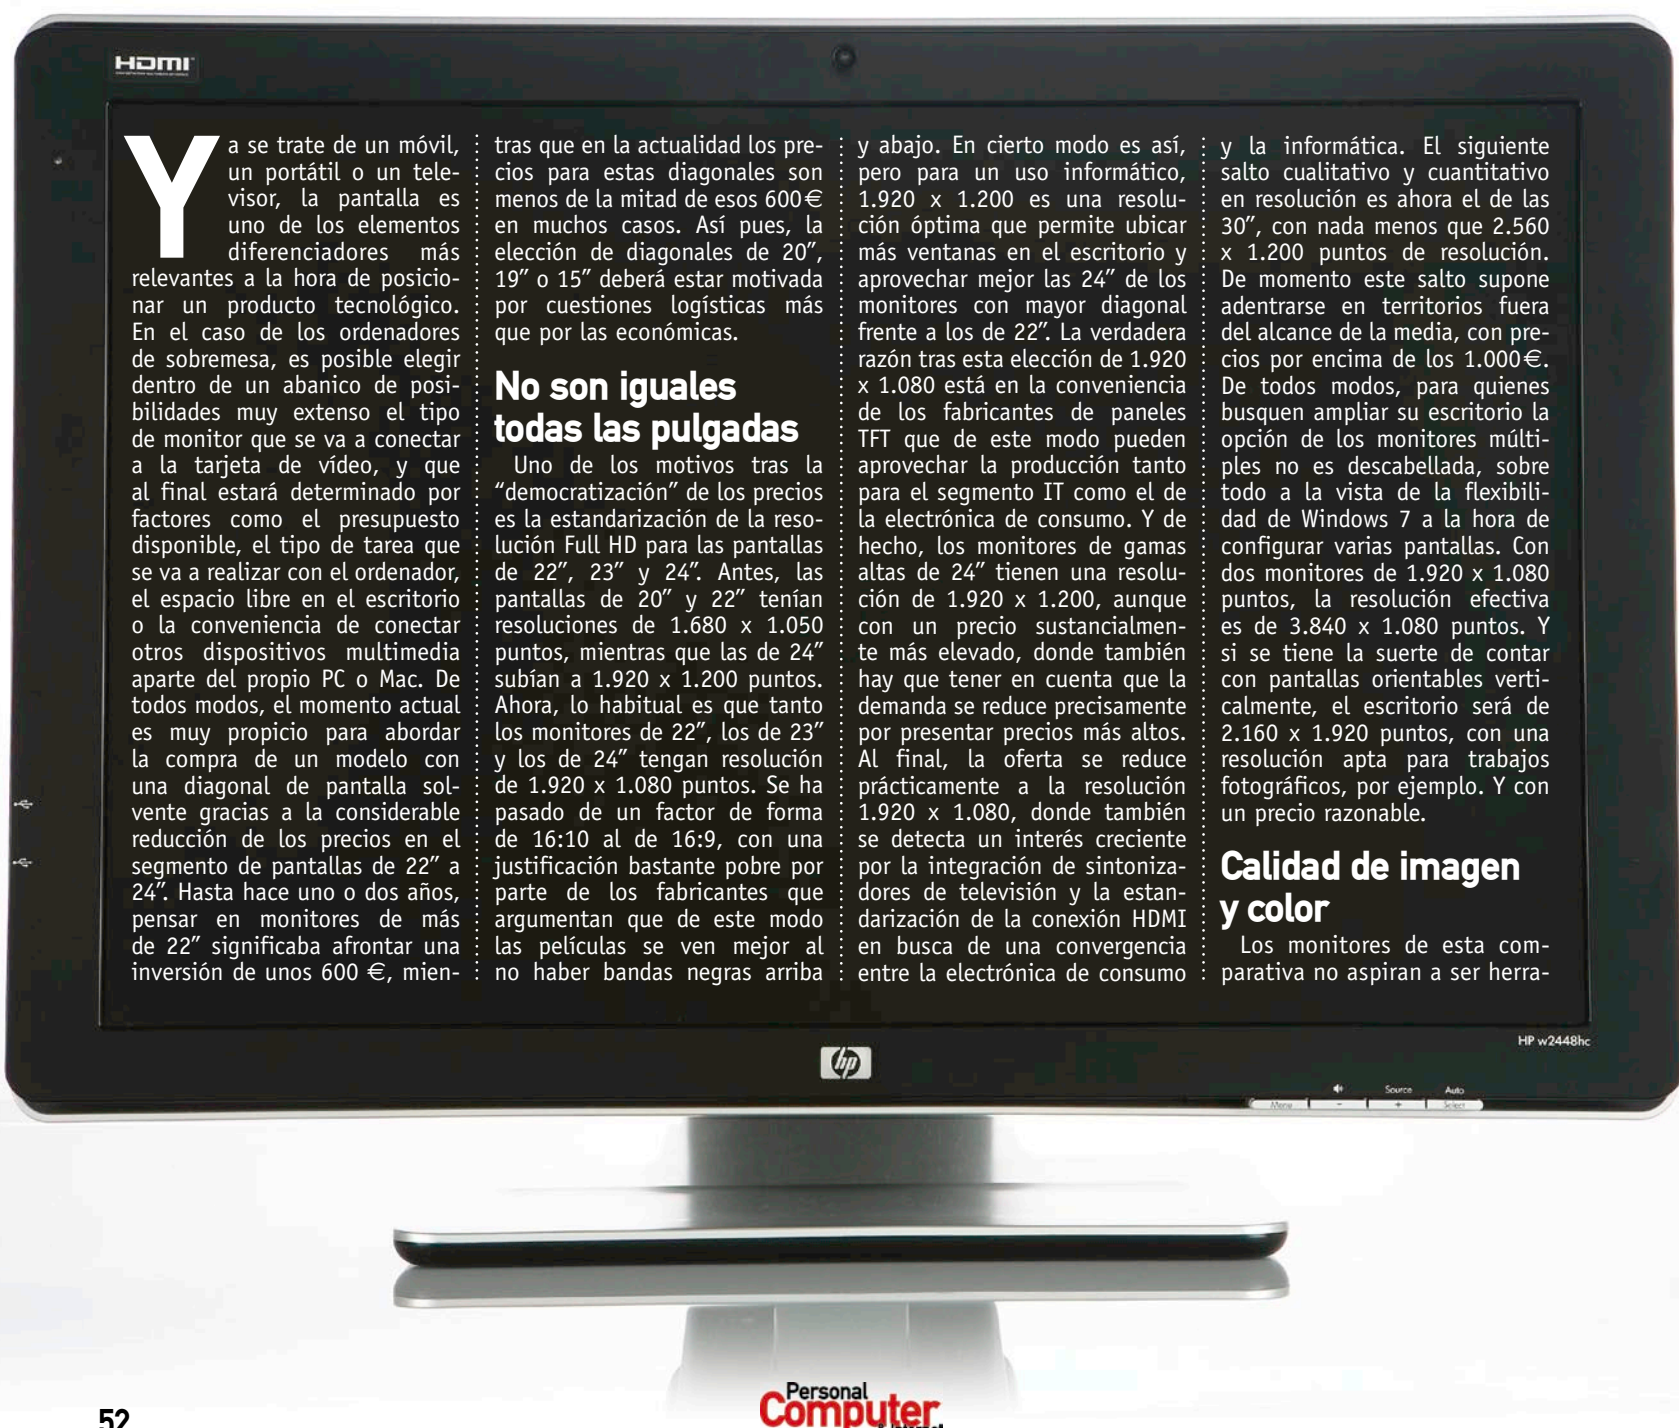 HDMI
Ya se trate de un móvil,
un portátil o un tele-
visor, la pantalla es
uno de los elementos
diferenciadores más
relevantes a la hora de posicio-
nar un producto tecnológico.
En el caso de los ordenadores
de sobremesa, es posible elegir
dentro de un abanico de posi-
bilidades muy extenso el tipo
de monitor que se va a conectar
a la tarjeta de vídeo, y que
al final estará determinado por
factores como el presupuesto
disponible, el tipo de tarea que
se va a realizar con el ordenador,
el espacio libre en el escritorio
o la conveniencia de conectar
otros dispositivos multimedia
aparte del propio PC o Mac. De
todos modos, el momento actual
es muy propicio para abordar
la compra de un modelo con
una diagonal de pantalla sol-
vente gracias a la considerable
reducción de los precios en el
segmento de pantallas de 22” a
24”. Hasta hace uno o dos años,
pensar en monitores de más
de 22” significaba afrontar una
inversión de unos 600 €, mien-
tras que en la actualidad los pre-
cios para estas diagonales son
menos de la mitad de esos 600€
en muchos casos. Así pues, la
elección de diagonales de 20”,
19” o 15” deberá estar motivada
por cuestiones logísticas más
que por las económicas.
No son iguales
todas las pulgadas
Uno de los motivos tras la
“democratización” de los precios
es la estandarización de la reso-
lución Full HD para las pantallas
de 22”, 23” y 24”. Antes, las
pantallas de 20” y 22” tenían
resoluciones de 1.680 x 1.050
puntos, mientras que las de 24”
subían a 1.920 x 1.200 puntos.
Ahora, lo habitual es que tanto
los monitores de 22”, los de 23”
y los de 24” tengan resolución
de 1.920 x 1.080 puntos. Se ha
pasado de un factor de forma
de 16:10 al de 16:9, con una
justificación bastante pobre por
parte de los fabricantes que
argumentan que de este modo
las películas se ven mejor al
no haber bandas negras arriba
y abajo. En cierto modo es así,
pero para un uso informático,
1.920 x 1.200 es una resolu-
ción óptima que permite ubicar
más ventanas en el escritorio y
aprovechar mejor las 24” de los
monitores con mayor diagonal
frente a los de 22”. La verdadera
razón tras esta elección de 1.920
x 1.080 está en la conveniencia
de los fabricantes de paneles
TFT que de este modo pueden
aprovechar la producción tanto
para el segmento IT como el de
la electrónica de consumo. Y de
hecho, los monitores de gamas
altas de 24” tienen una resolu-
ción de 1.920 x 1.200, aunque
con un precio sustancialmen-
te más elevado, donde también
hay que tener en cuenta que la
demanda se reduce precisamente
por presentar precios más altos.
Al final, la oferta se reduce
prácticamente a la resolución
1.920 x 1.080, donde también
se detecta un interés creciente
por la integración de sintoniza-
dores de televisión y la estan-
darización de la conexión HDMI
en busca de una convergencia
entre la electrónica de consumo
y la informática. El siguiente
salto cualitativo y cuantitativo
en resolución es ahora el de las
30”, con nada menos que 2.560
x 1.200 puntos de resolución.
De momento este salto supone
adentrarse en territorios fuera
del alcance de la media, con pre-
cios por encima de los 1.000€.
De todos modos, para quienes
busquen ampliar su escritorio la
opción de los monitores múlti-
ples no es descabellada, sobre
todo a la vista de la flexibili-
dad de Windows 7 a la hora de
configurar varias pantallas. Con
dos monitores de 1.920 x 1.080
puntos, la resolución efectiva
es de 3.840 x 1.080 puntos. Y
si se tiene la suerte de contar
con pantallas orientables verti-
calmente, el escritorio será de
2.160 x 1.920 puntos, con una
resolución apta para trabajos
fotográficos, por ejemplo. Y con
un precio razonable.
Calidad de imagen
y color
Los monitores de esta com-
parativa no aspiran a ser herra-
HP w2448hc
hp
Source Auto
Menu - + Select
52
Personal
Computer
& Internet